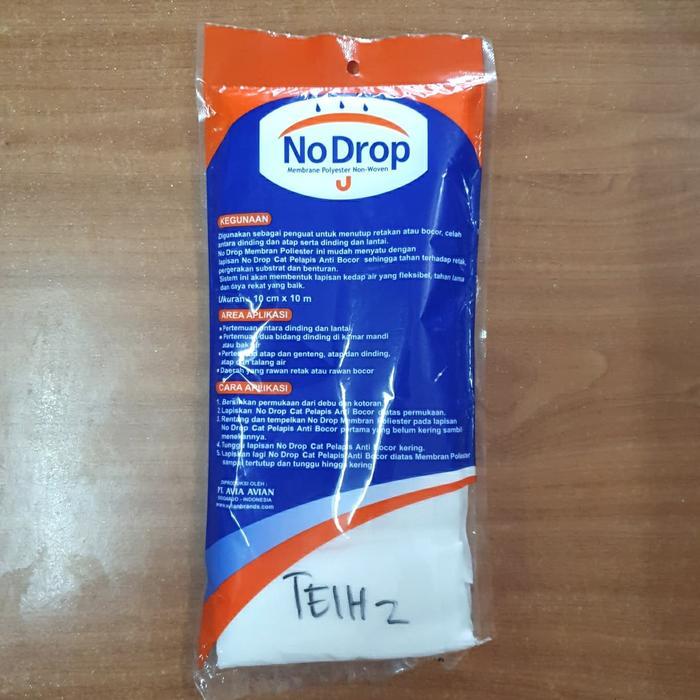 No Drop
Membrane Polyester Non-Woven
KEGUNAAN
Digunakan sebagai penguat untuk menutup retakan atau bocor, celah
antara dinding dan atap serta dinding dan lantai.
No Drop Membran Poliester ini mudah menyatu dengan
lapisan No Drop Cat Pelapis Anti Bocor sehingga tahan terhadap retak,
pergerakan substrat dan benturan.
Sistem ini akan membentuk lapisan kedap air yang fleksibel, tahan lama
dan daya rekat yang baik.
Ukuran : 10 cm x 10 m
AREA APLIKASI
• Pertemuan antara dinding dan lantai
• Pertemuan dua bidang dinding di kamar mandi
atau bak air
• Pertemuan atap dan genteng, atap dan dinding,
atap dan talang air
• Daerah yang rawan retak atau rawan bocor
CARA APLIKASI
1. Bersihkan permukaan dari debu dan kotoran.
2. Lapiskan No Drop Cat Pelapis Anti Bocor diatas permukaan.
3. Rentang dan tempelkan No Drop Membran Poliester pada lapisan
No Drop Cat Pelapis Anti Bocor pertama yang belum kering sambil
menekannya.
4. Tunggu lapisan No Drop Cat Pelapis Anti Bocor kering.
5. Lapiskan lagi No Drop Cat Pelapis Anti Bocor diatas Membran Poliester
sampai tertutup dan tunggu hingga kering
DIPRODUKSI OLEH :
PT. AVIA AVIAN
SIDOARJO - INDONESIA
www.avianbrands.com
TEIH 2